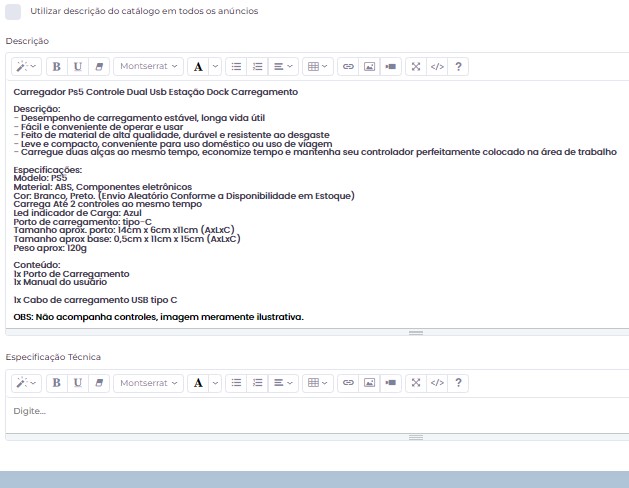 Utilizar descrição do catálogo em todos os anúncios
Descrição
B U Montserrat A </> ?
Carregador Ps5 Controle Dual Usb Estação Dock Carregamento
Descrição:
- Desempenho de carregamento estável, longa vida útil
- Fácil e conveniente de operar e usar
- Feito de material de alta qualidade, durável e resistente ao desgaste
- Leve e compacto, conveniente para uso doméstico ou uso de viagem
- Carregue duas alças ao mesmo tempo, economize tempo e mantenha seu controlador perfeitamente colocado na área de trabalho
Especificações:
Modelo: PS5
Material: ABS, Componentes eletrônicos
Cor: Branco, Preto. (Envio Aleatório Conforme a Disponibilidade em Estoque)
Carrega Até 2 controles ao mesmo tempo
Led indicador de Carga: Azul
Porto de carregamento: tipo-C
Tamanho aprox. porto: 14cm x 6cm x11cm (AxLxC)
Tamanho aprox base: 0,5cm x 11cm x 15cm (AxLxC)
Peso aprox: 120g
Conteúdo:
1x Porto de Carregamento
1x Manual do usuário
1x Cabo de carregamento USB tipo C
OBS: Não acompanha controles, imagem meramente ilustrativa.
Especificação Técnica
B U Montserrat A </> ?
Digite...